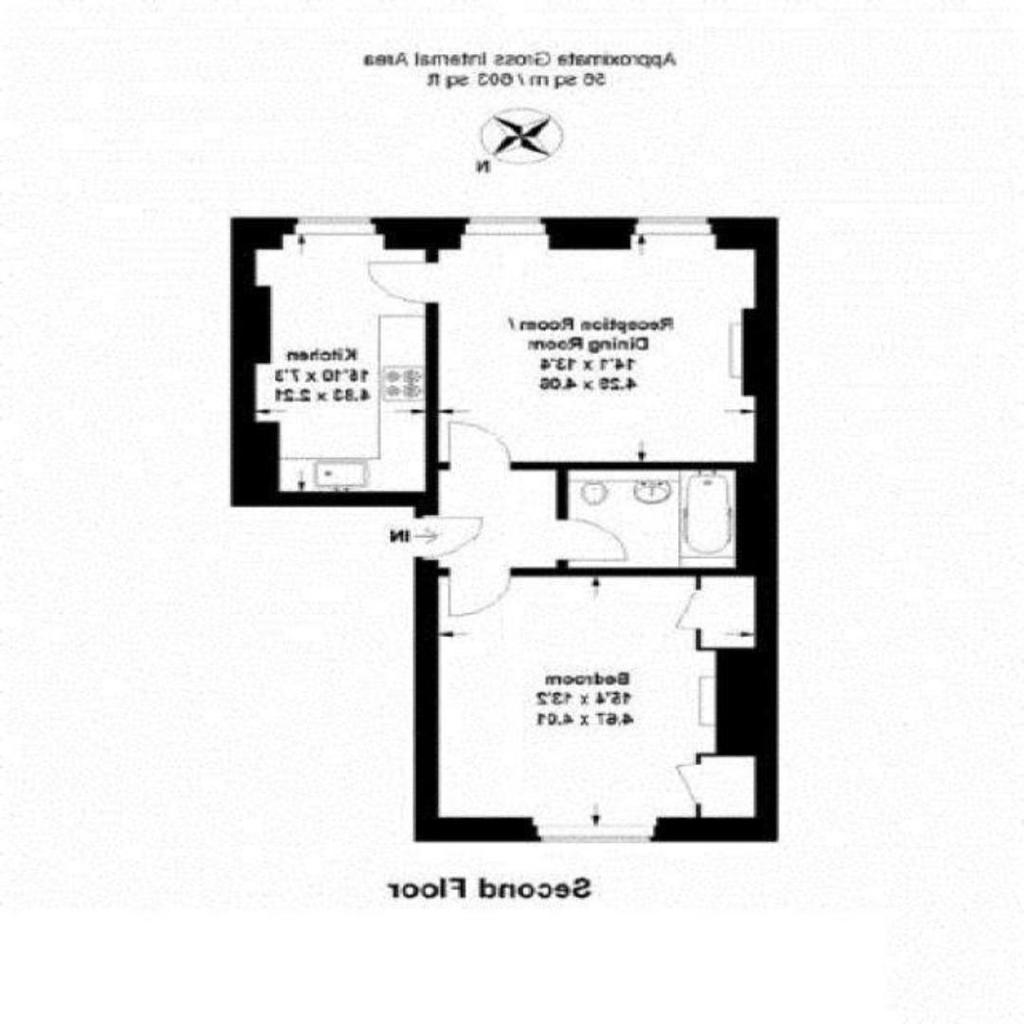 Approximate Gross Internal Area
56 sq m / 603 sq ft
N
Reception Room /
Dining Room
14'1 x 13'4
4.29 x 4.06
Kitchen
15'10 x 7'3
4.83 x 2.21
IN
Bedroom
15'4 x 13'2
4.67 x 4.01
Second Floor